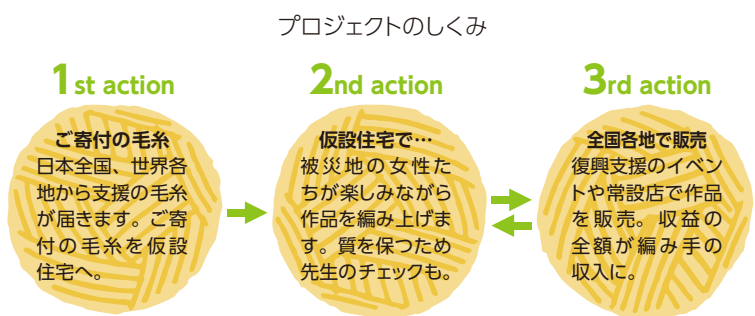 プロジェクトのしくみ
1st action
ご寄付の毛糸
日本全国、世界各
地から支援の毛糸
が届きます。ご寄
付の毛糸を仮設
住宅へ。
2nd action
仮設住宅で…
被災地の女性た
ちが楽しみながら
作品を編み上げま
す。質を保つため
先生のチェックも。
3rd action
全国各地で販売
復興支援のイベン
トや常設店で作品
を販売。収益の
全額が編み手の
収入に。